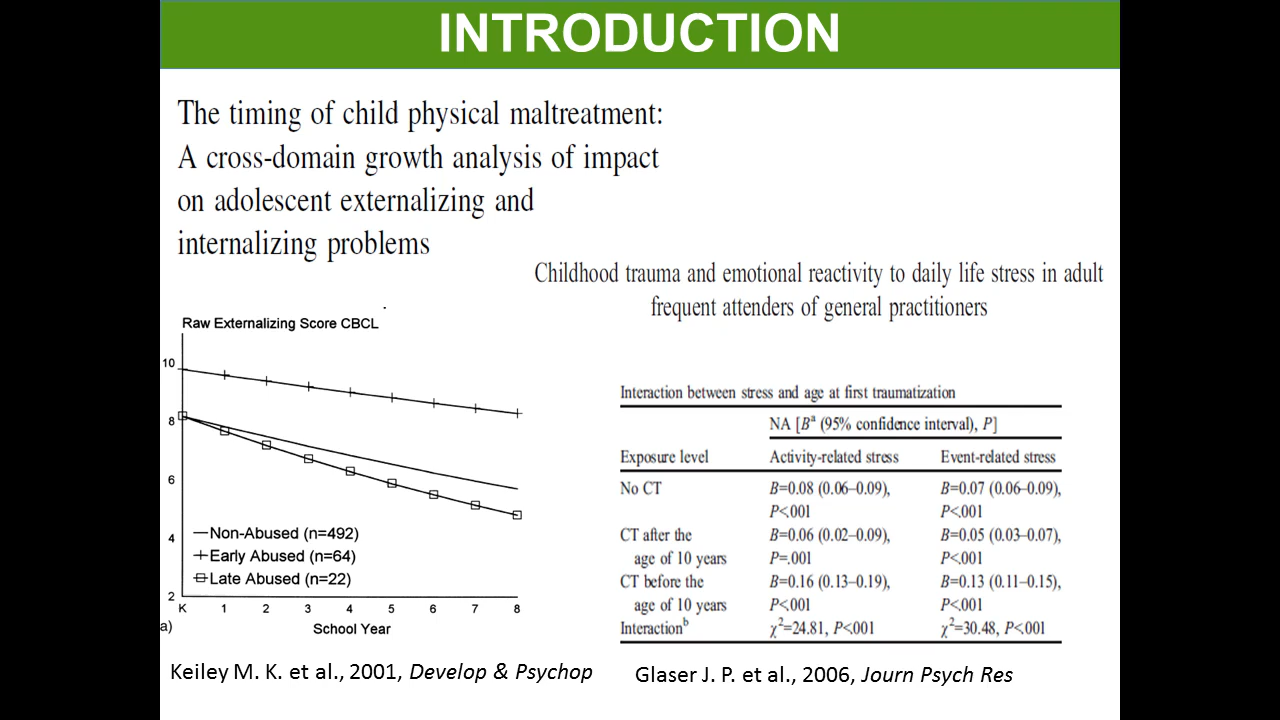 INTRODUCTION
The timing of child physical maltreatment:
A cross-domain growth analysis of impact
on adolescent externalizing and
internalizing problems
Childhood trauma and emotional reactivity to daily life stress in adult
frequent attenders of general practitioners
Raw Externalizing Score CBCL
10
8
6
4
2
Non-Abused (n=492)
Early Abused (n=64)
Late Abused (n=22)
K 1 2 3 4 5 6 7 8
a)
School Year
Interaction between stress and age at first traumatization
NA [Bª (95% confidence interval), P]
Exposure level Activity-related stress Event-related stress
No CT B=0.08 (0.06–0.09), B=0.07 (0.06–0.09),
P<.001 P<.001
CT after the B=0.06 (0.02–0.09), B=0.05 (0.03–0.07),
age of 10 years P=.001 P<.001
CT before the B=0.16 (0.13–0.19), B=0.13 (0.11–0.15),
age of 10 years P<.001 P<.001
Interactionᵇ χ²=24.81, P<.001 χ²=30.48, P<.001
Keiley M. K. et al., 2001, Develop & Psychop
Glaser J. P. et al., 2006, Journ Psych Res